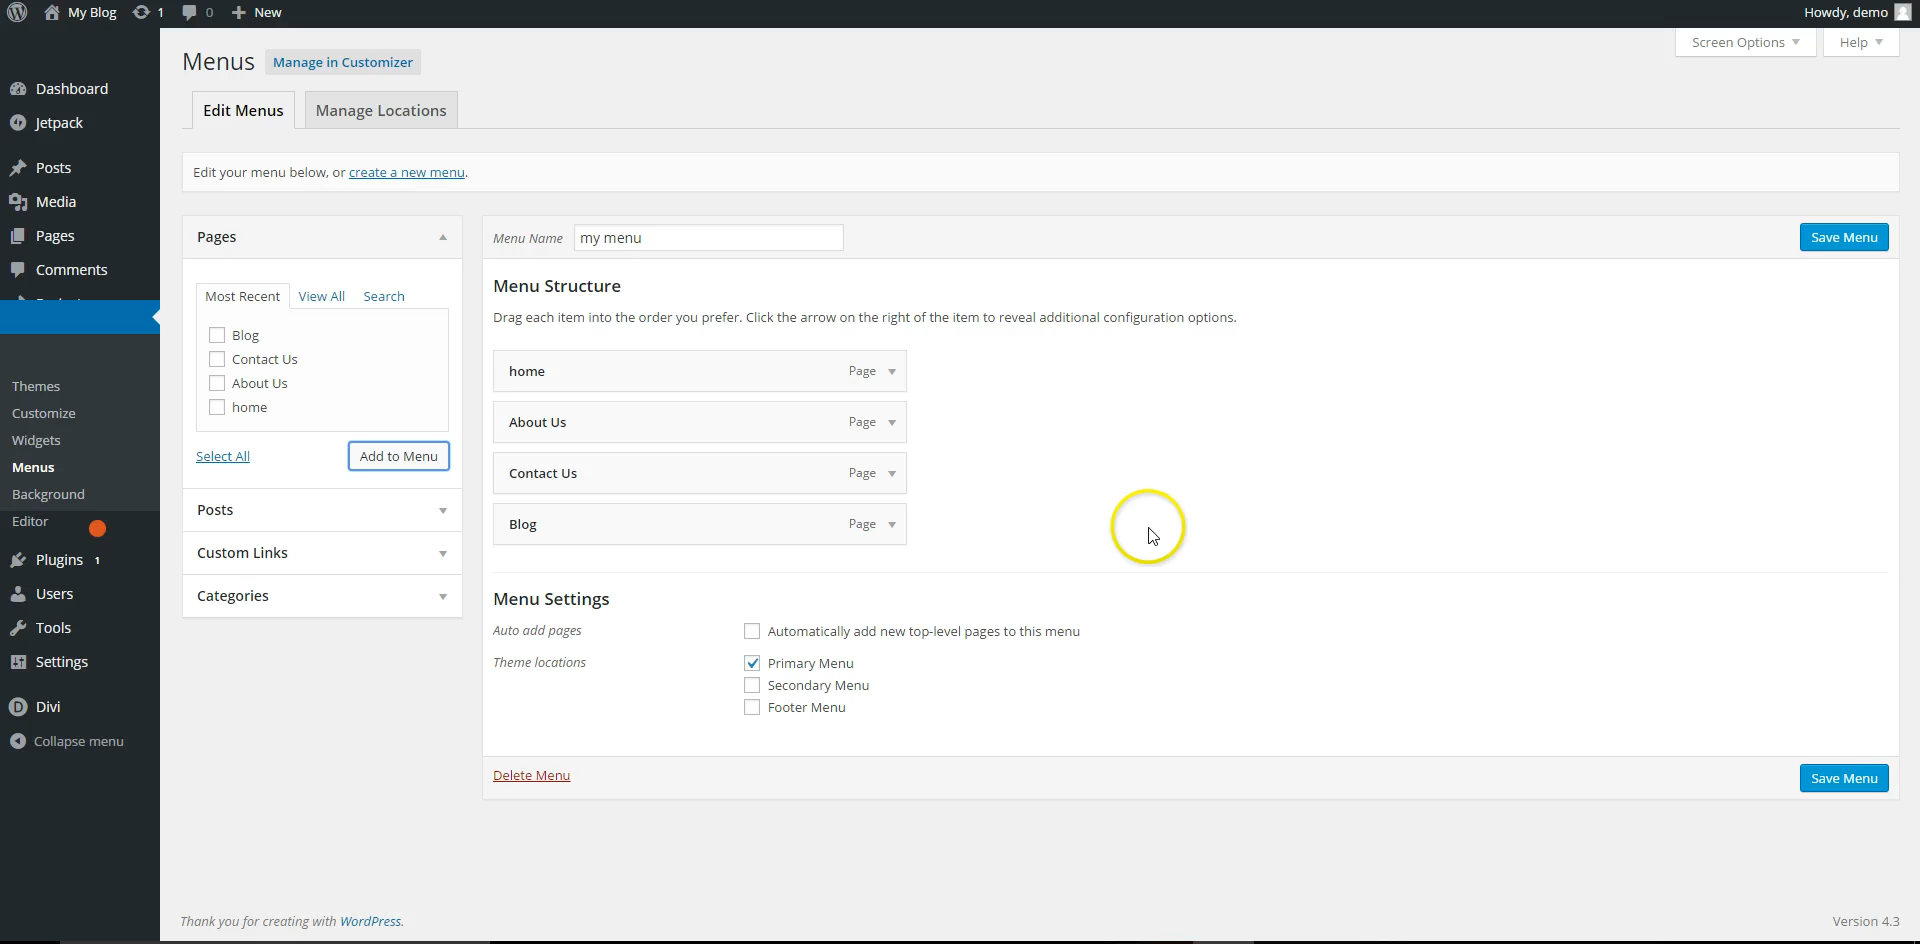 My Blog 1 0 New Howdy, demo
Screen Options Help
Menus Manage in Customizer
Edit Menus Manage Locations
Edit your menu below, or create a new menu.
Dashboard
Jetpack
Posts
Media
Pages
Comments
Themes
Customize
Widgets
Menus
Background
Editor
Plugins 1
Users
Tools
Settings
Divi
Collapse menu
Pages
Most Recent View All Search
Blog
Contact Us
About Us
home
Select All Add to Menu
Posts
Custom Links
Categories
Menu Name my menu Save Menu
Menu Structure
Drag each item into the order you prefer. Click the arrow on the right of the item to reveal additional configuration options.
home Page
About Us Page
Contact Us Page
Blog Page
Menu Settings
Auto add pages Automatically add new top-level pages to this menu
Theme locations Primary Menu
Secondary Menu
Footer Menu
Delete Menu Save Menu
Thank you for creating with WordPress. Version 4.3